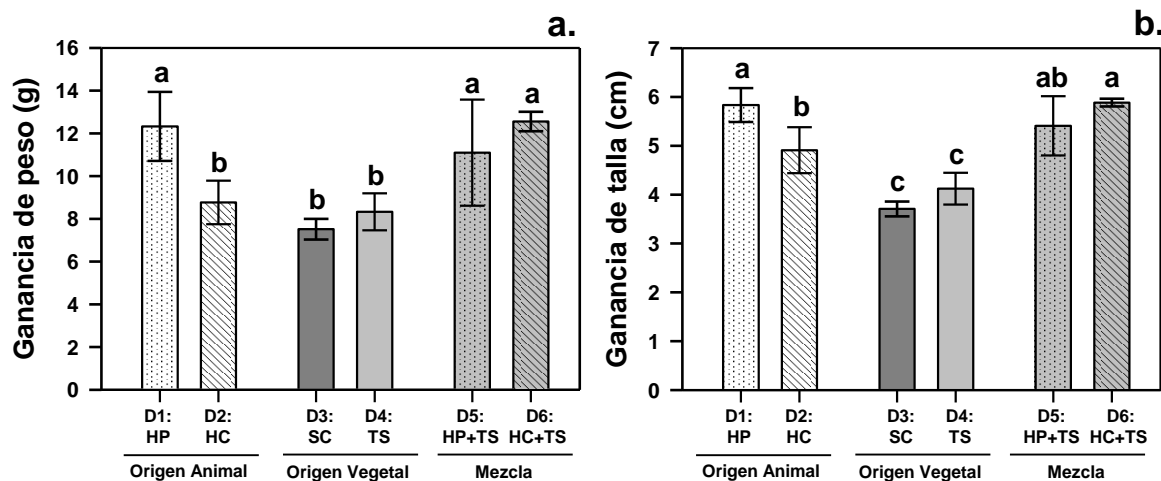 a.
Ganancia de peso (g)
16
14
12
10
8
6
4
2
0
a
b
b
b
a
a
D1: D2: D3: D4: D5: D6:
HP HC SC TS HP+TS HC+TS
Origen Animal Origen Vegetal Mezcla
b.
Ganancia de talla (cm)
7
6
5
4
3
2
1
0
a
b
c
c
ab
a
D1: D2: D3: D4: D5: D6:
HP HC SC TS HP+TS HC+TS
Origen Animal Origen Vegetal Mezcla